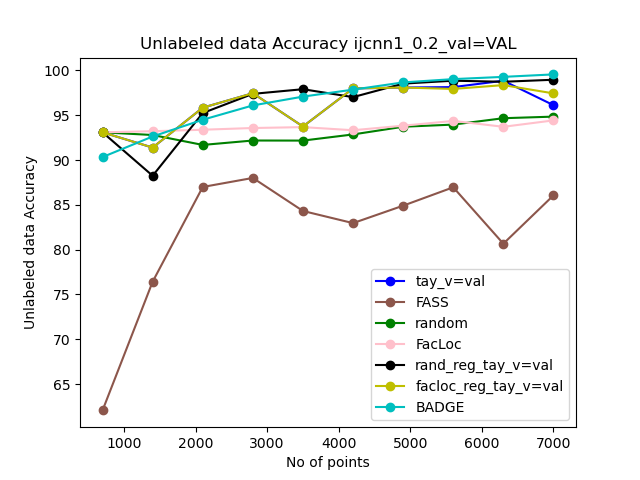 Unlabeled data Accuracy ijcnn1_0.2_val=VAL
100
95
90
85
80
75
70
65
Unlabeled data Accuracy
tay_v=val
FASS
random
FacLoc
rand_reg_tay_v=val
facloc_reg_tay_v=val
BADGE
1000 2000 3000 4000 5000 6000 7000
No of points